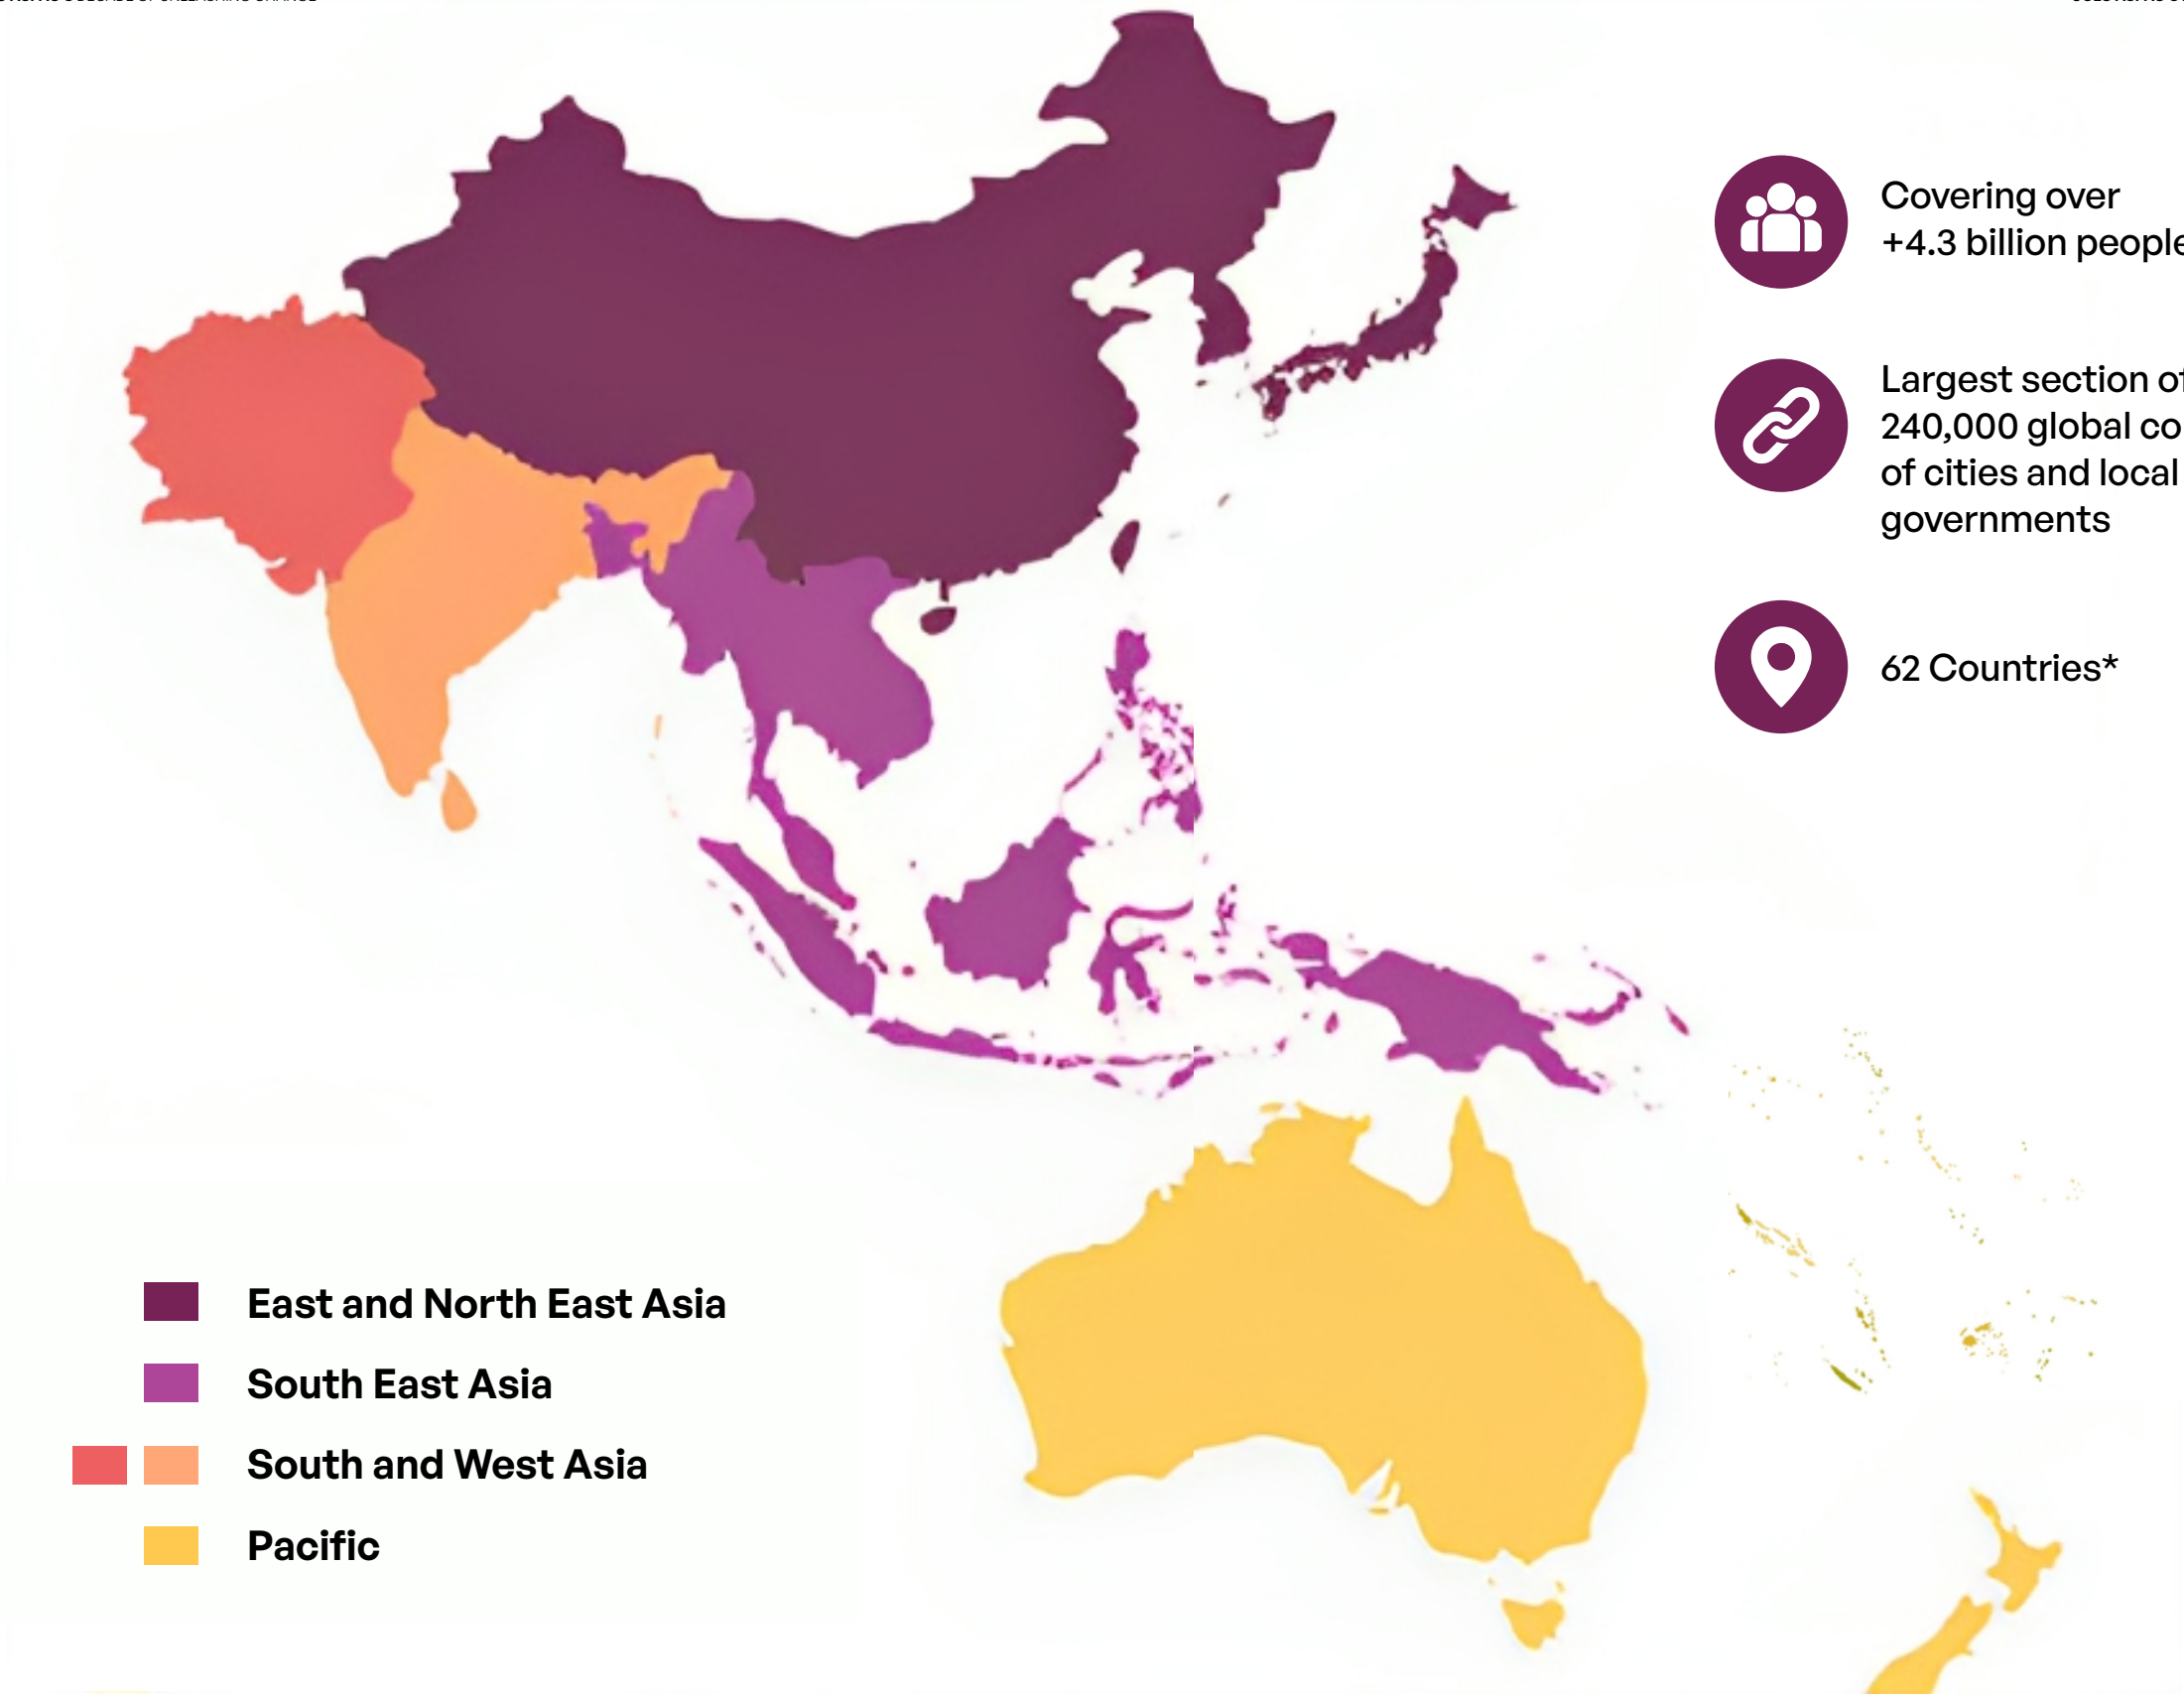 Covering over
+4.3 billion people
Largest section of
240,000 global co
of cities and local
governments
62 Countries*
East and North East Asia
South East Asia
South and West Asia
Pacific